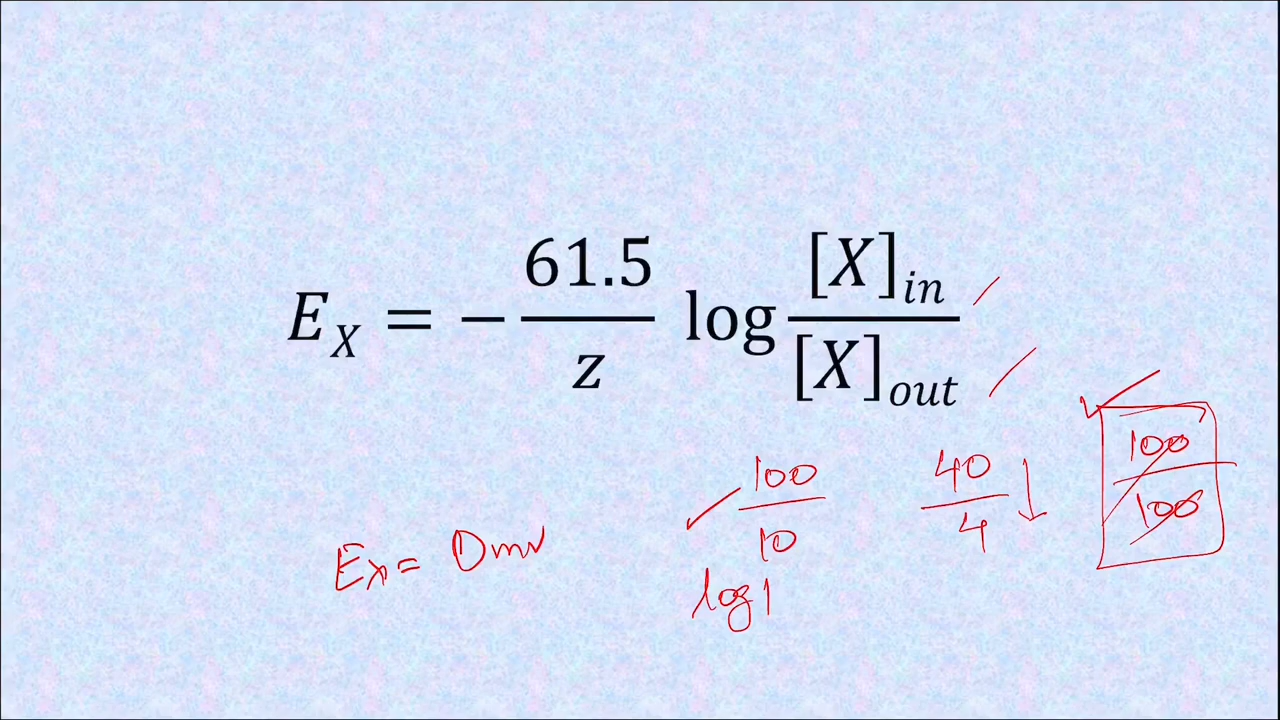 E_X = − 61.5/z log [X]_in/[X]_out
100/10
40/4
100/100
Ex = 0mv
log 1